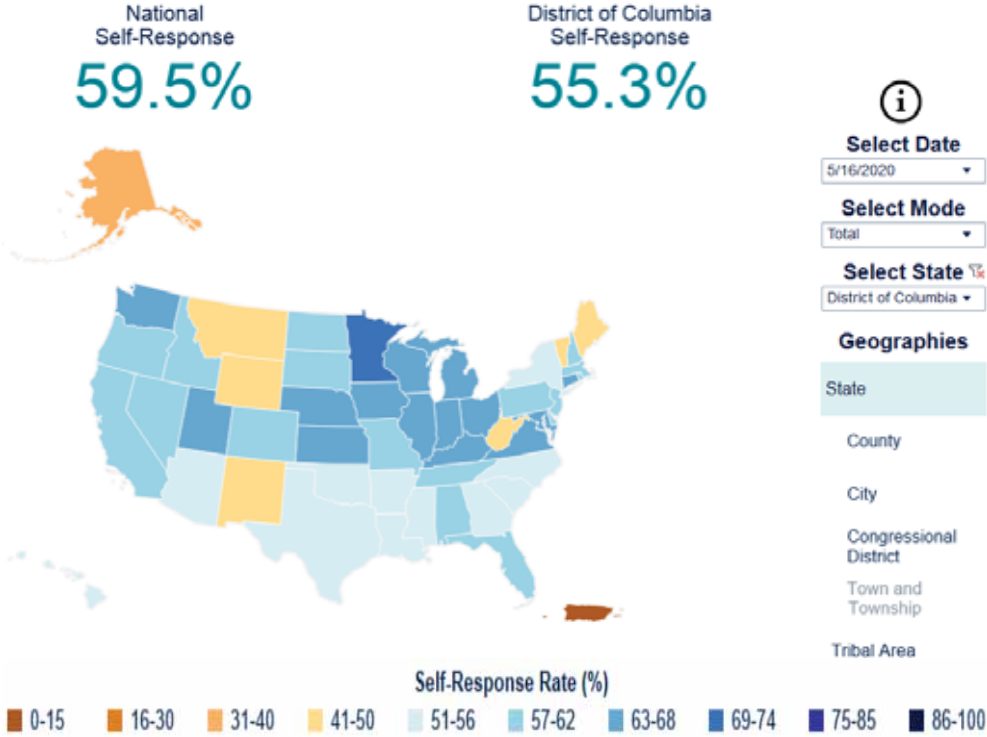 National
Self-Response
59.5%
District of Columbia
Self-Response
55.3%
i
Select Date
5/16/2020
Select Mode
Total
Select State
District of Columbia
Geographies
State
County
City
Congressional
District
Town and
Township
Tribal Area
Self-Response Rate (%)
0-15 16-30 31-40 41-50 51-56 57-62 63-68 69-74 75-85 86-100